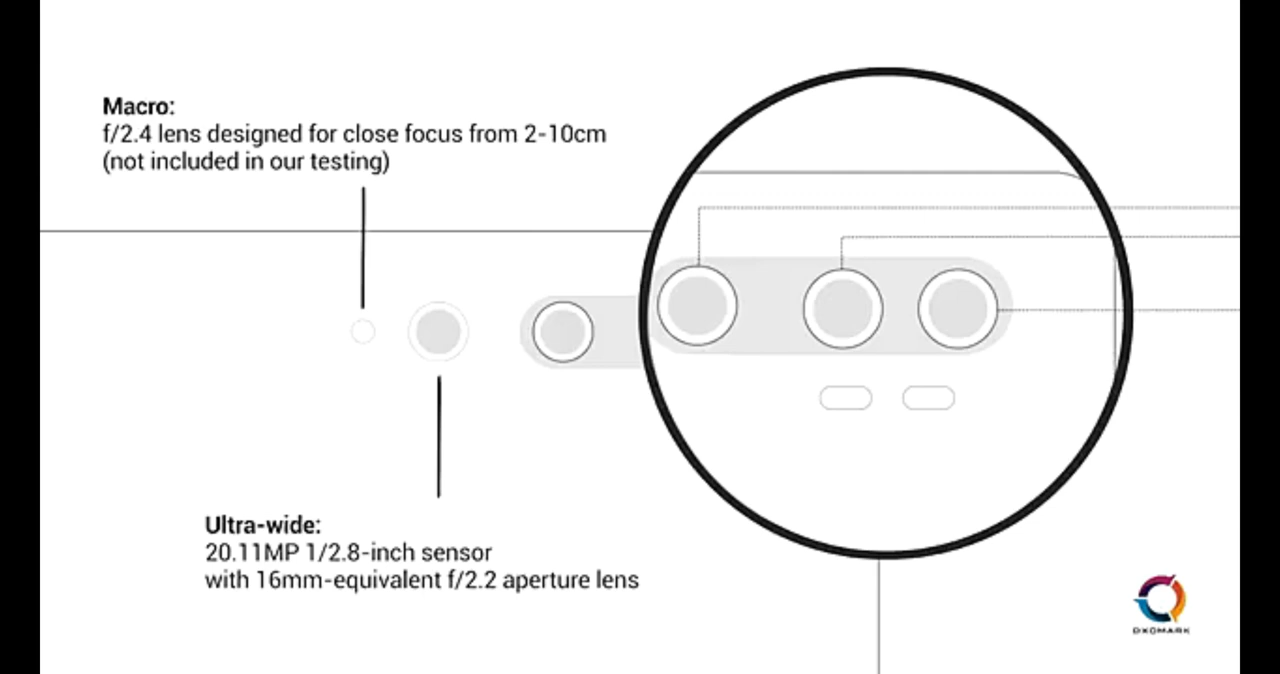 Macro:
f/2.4 lens designed for close focus from 2-10cm
(not included in our testing)
Ultra-wide:
20.11MP 1/2.8-inch sensor
with 16mm-equivalent f/2.2 aperture lens
DXOMARK